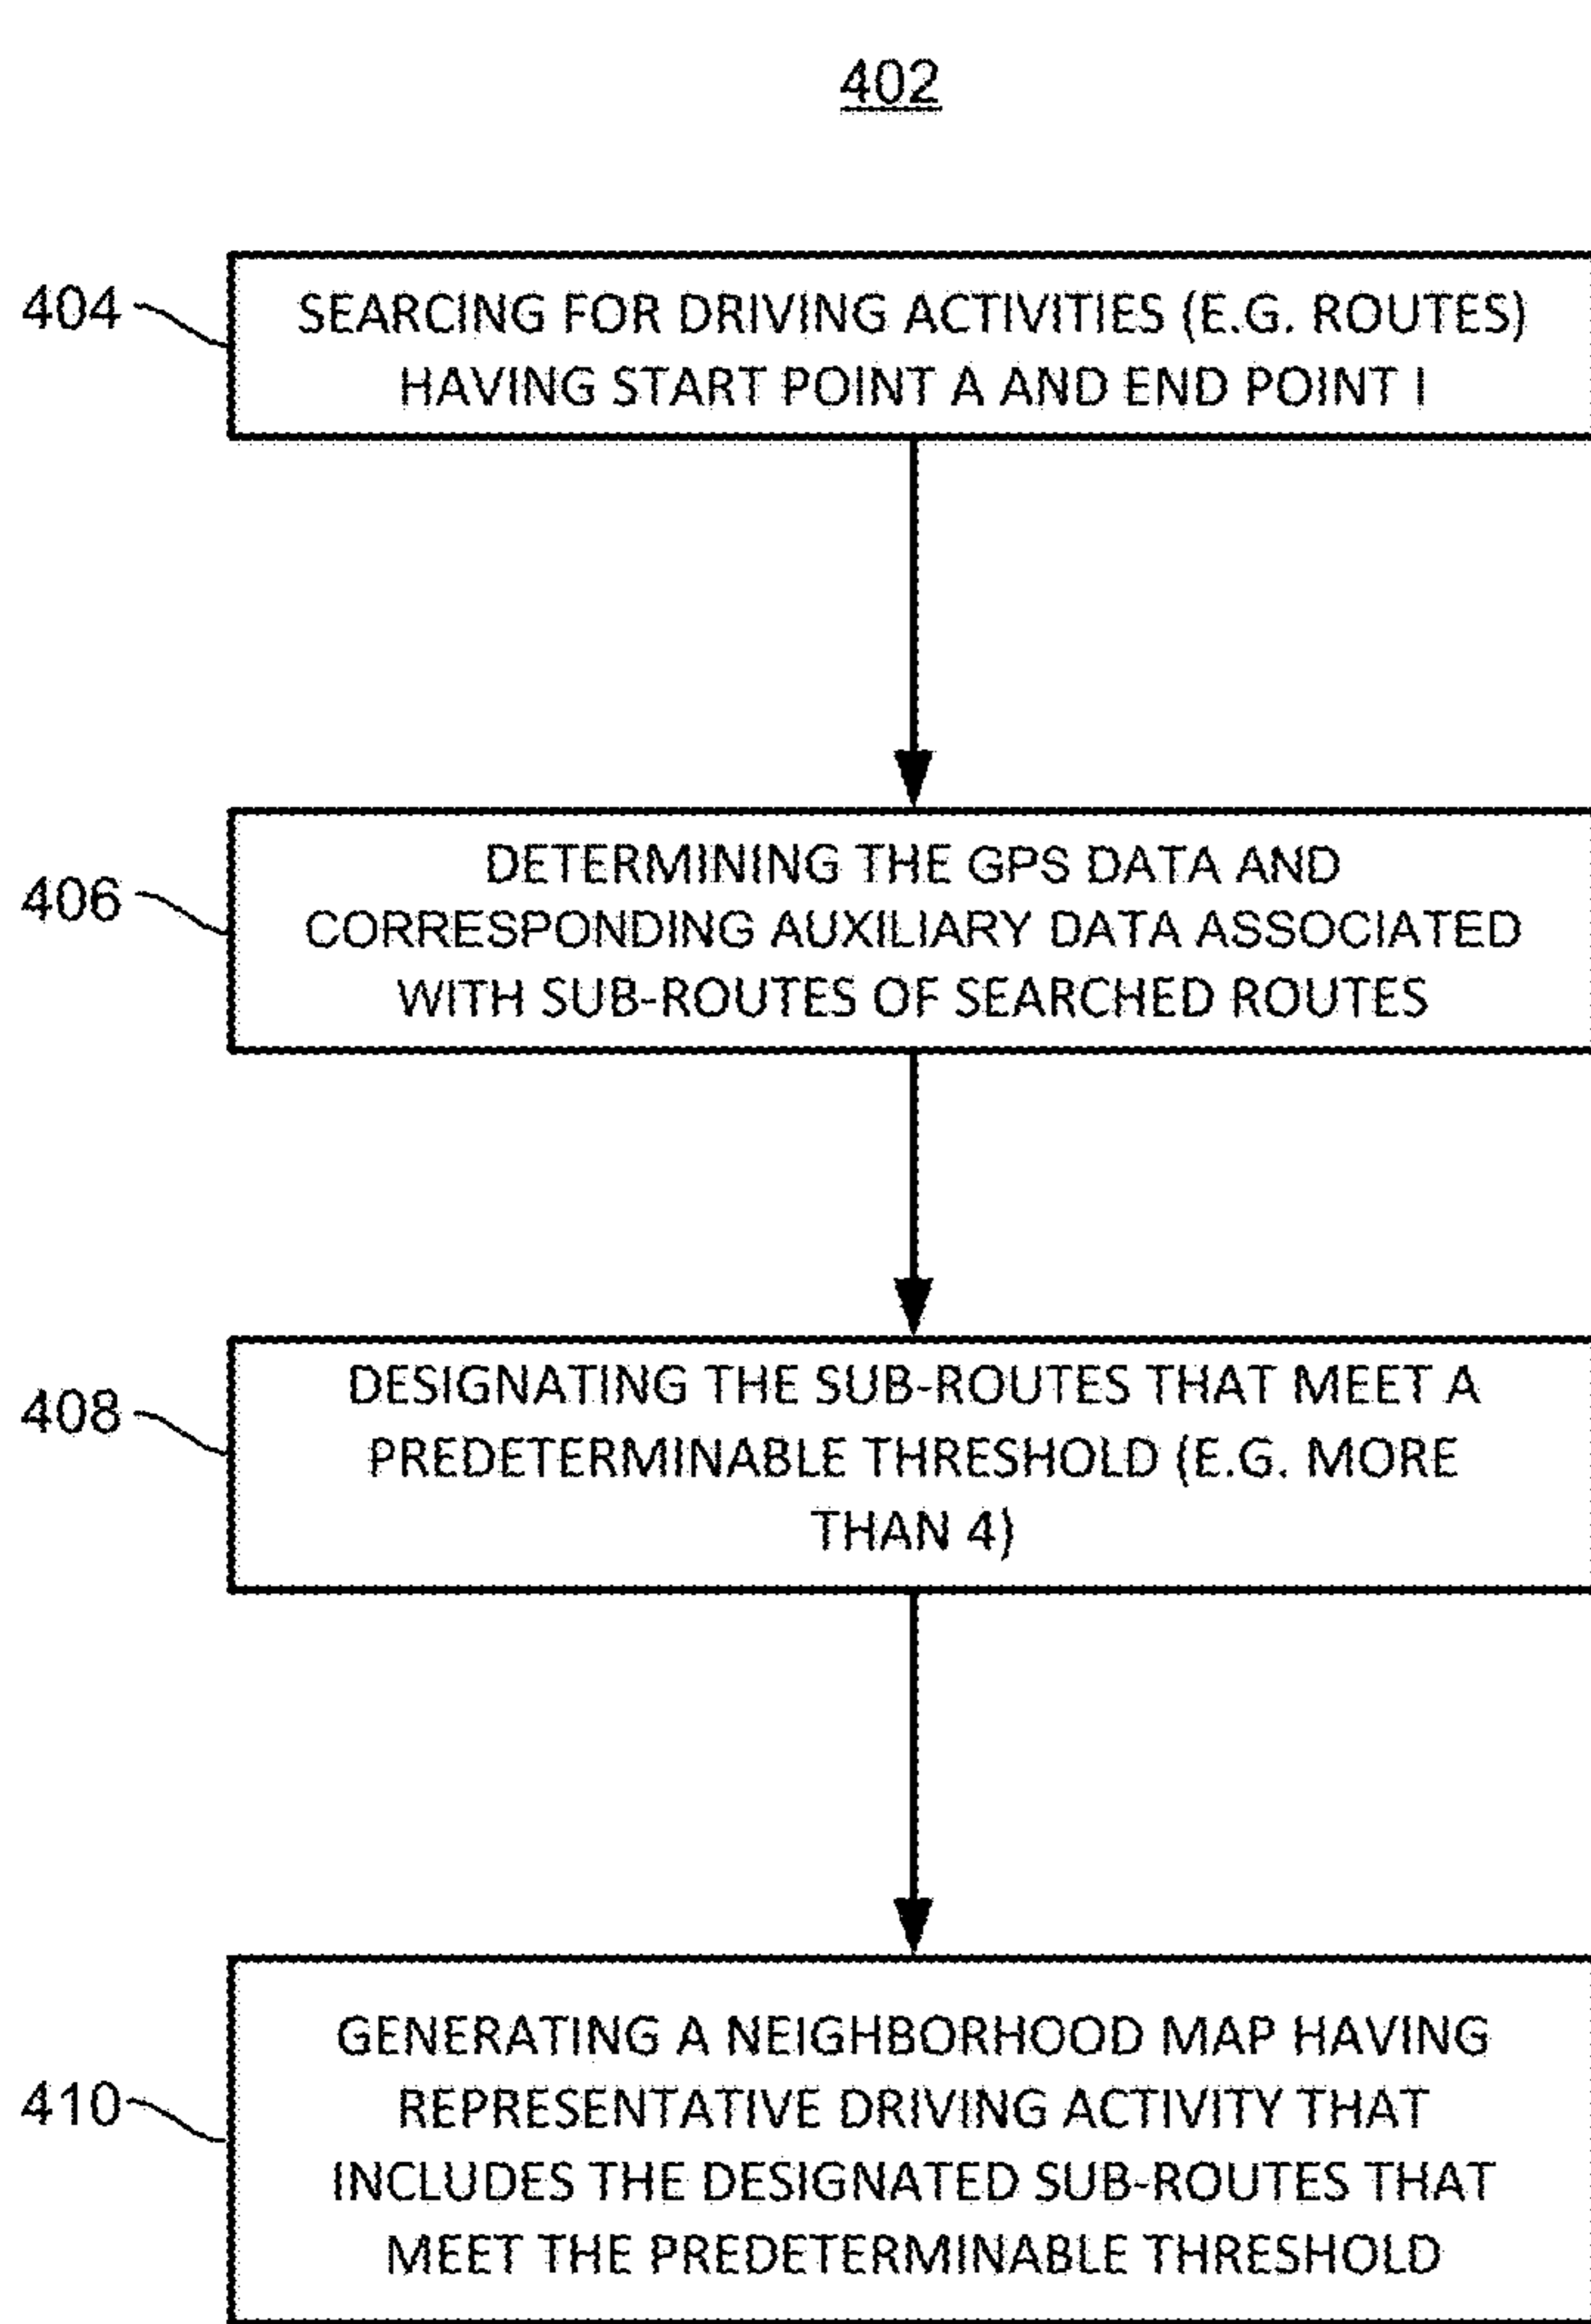 402
404
SEARCING FOR DRIVING ACTIVITIES (E.G. ROUTES)
HAVING START POINT A AND END POINT I
406
DETERMINING THE GPS DATA AND
CORRESPONDING AUXILIARY DATA ASSOCIATED
WITH SUB-ROUTES OF SEARCHED ROUTES
408
DESIGNATING THE SUB-ROUTES THAT MEET A
PREDETERMINABLE THRESHOLD (E.G. MORE
THAN 4)
410
GENERATING A NEIGHBORHOOD MAP HAVING
REPRESENTATIVE DRIVING ACTIVITY THAT
INCLUDES THE DESIGNATED SUB-ROUTES THAT
MEET THE PREDETERMINABLE THRESHOLD